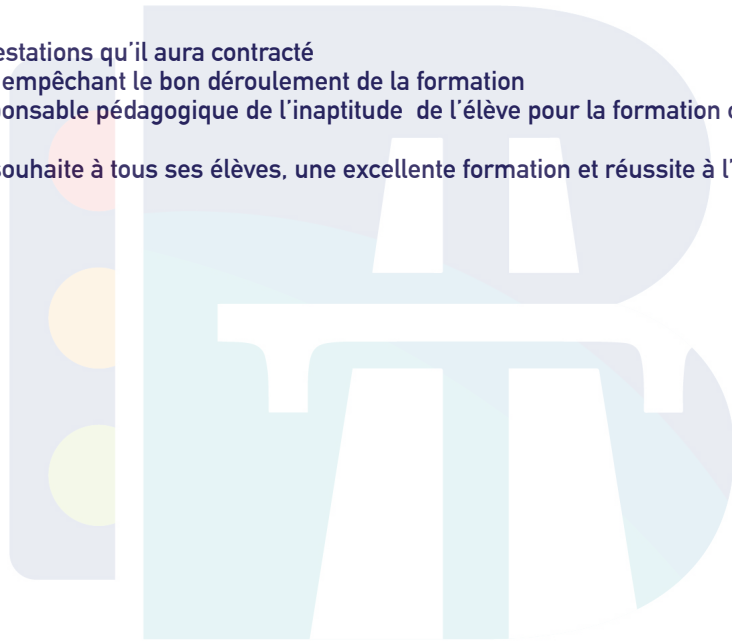 estations qu'il aura contracté
empêchant le bon déroulement de la formation
onsable pédagogique de l'inaptitude de l'élève pour la formation
souhaite à tous ses élèves, une excellente formation et réussite à l'